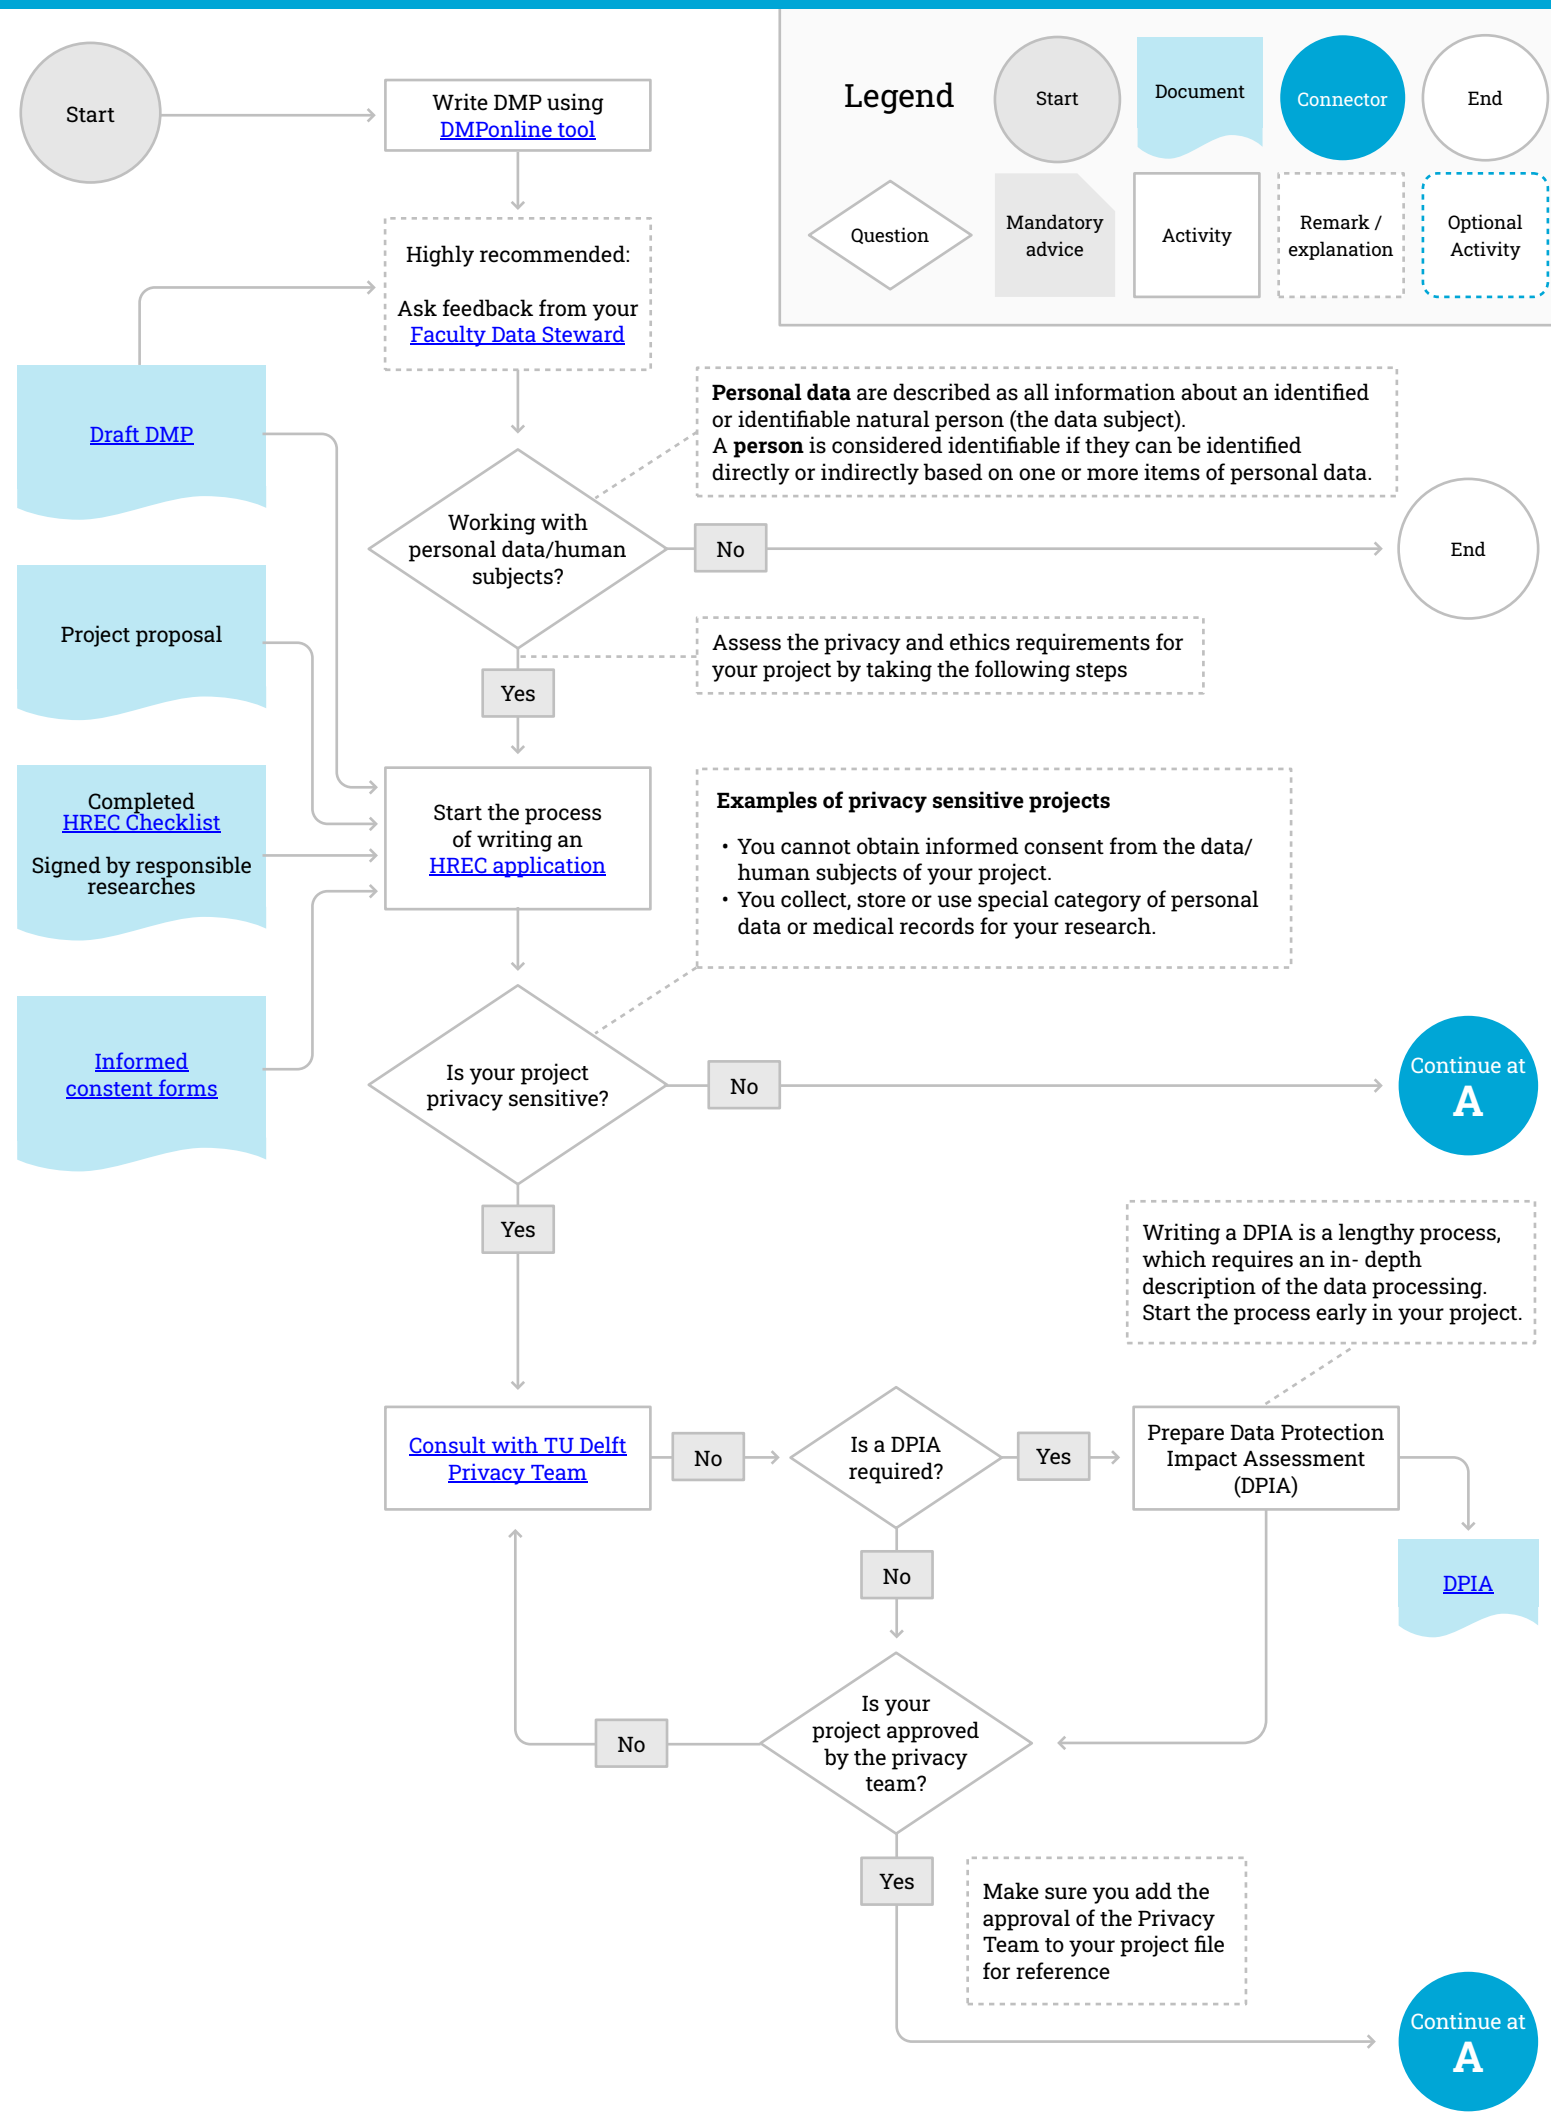 Start
Write DMP using
DMPonline tool
Legend
Start
Document
Connector
End
Question
Mandatory
advice
Activity
Remark /
explanation
Optional
Activity
Highly recommended:
Ask feedback from your
Faculty Data Steward
Draft DMP
Personal data are described as all information about an identified
or identifiable natural person (the data subject).
A person is considered identifiable if they can be identified
directly or indirectly based on one or more items of personal data.
Working with
personal data/human
subjects?
No
End
Project proposal
Assess the privacy and ethics requirements for
your project by taking the following steps
Yes
Completed
HREC Checklist
Signed by responsible
researches
Start the process
of writing an
HREC application
Examples of privacy sensitive projects
• You cannot obtain informed consent from the data/
human subjects of your project.
• You collect, store or use special category of personal
data or medical records for your research.
Informed
constent forms
Is your project
privacy sensitive?
No
Continue at
A
Yes
Writing a DPIA is a lengthy process,
which requires an in- depth
description of the data processing.
Start the process early in your project.
Consult with TU Delft
Privacy Team
No
Is a DPIA
required?
Yes
Prepare Data Protection
Impact Assessment
(DPIA)
No
DPIA
Is your
project approved
by the privacy
team?
No
Yes
Make sure you add the
approval of the Privacy
Team to your project file
for reference
Continue at
A